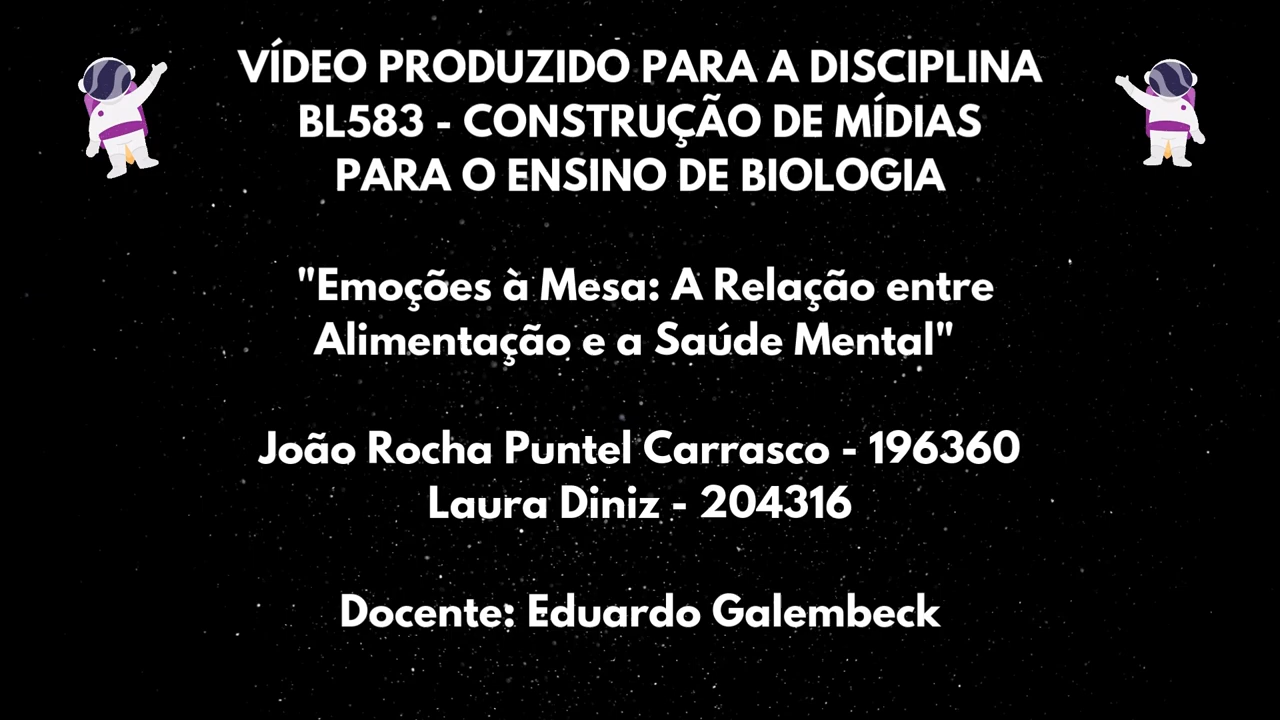 VÍDEO PRODUZIDO PARA A DISCIPLINA
BL583 - CONSTRUÇÃO DE MÍDIAS
PARA O ENSINO DE BIOLOGIA
"Emoções à Mesa: A Relação entre
Alimentação e a Saúde Mental"
João Rocha Puntel Carrasco - 196360
Laura Diniz - 204316
Docente: Eduardo Galembeck